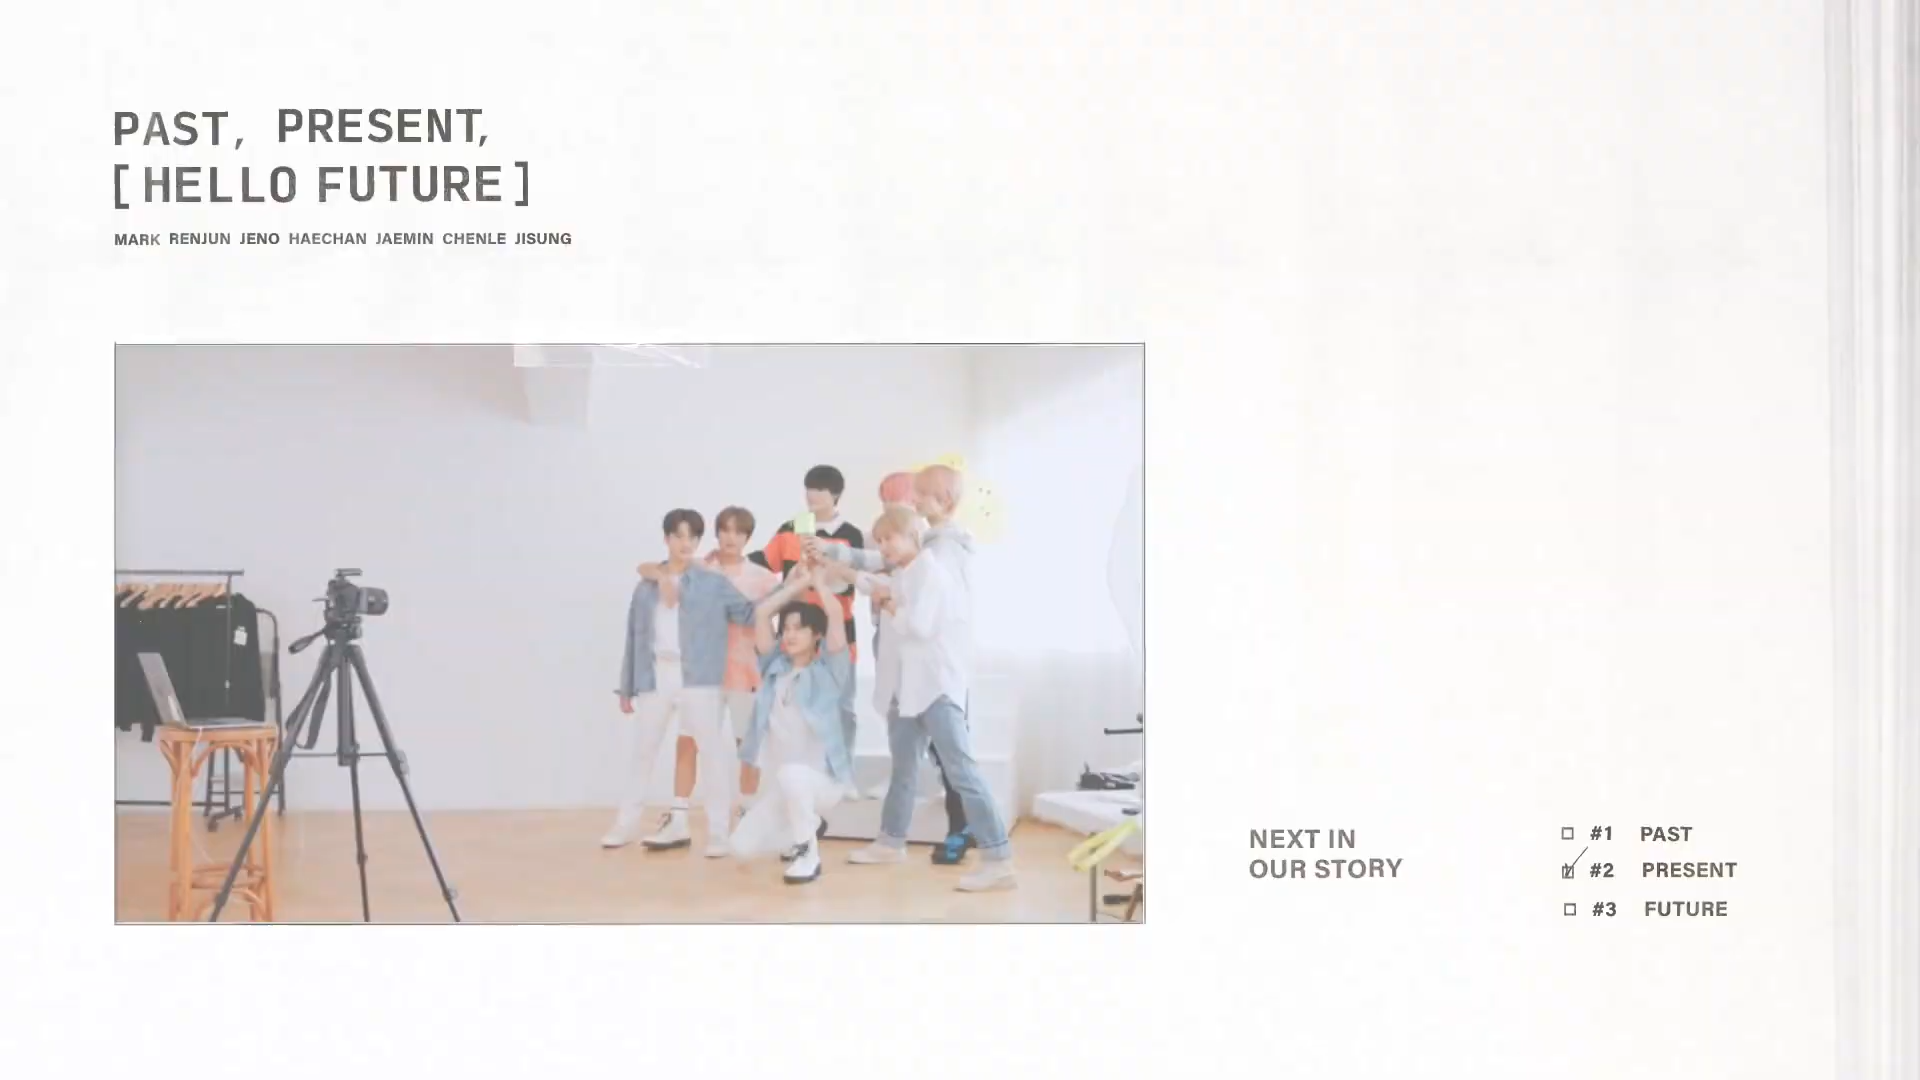 PAST, PRESENT,
[HELLO FUTURE]
MARK RENJUN JENO HAECHAN JAEMIN CHENLE JISUNG
NEXT IN
OUR STORY
#1 PAST
#2 PRESENT
#3 FUTURE